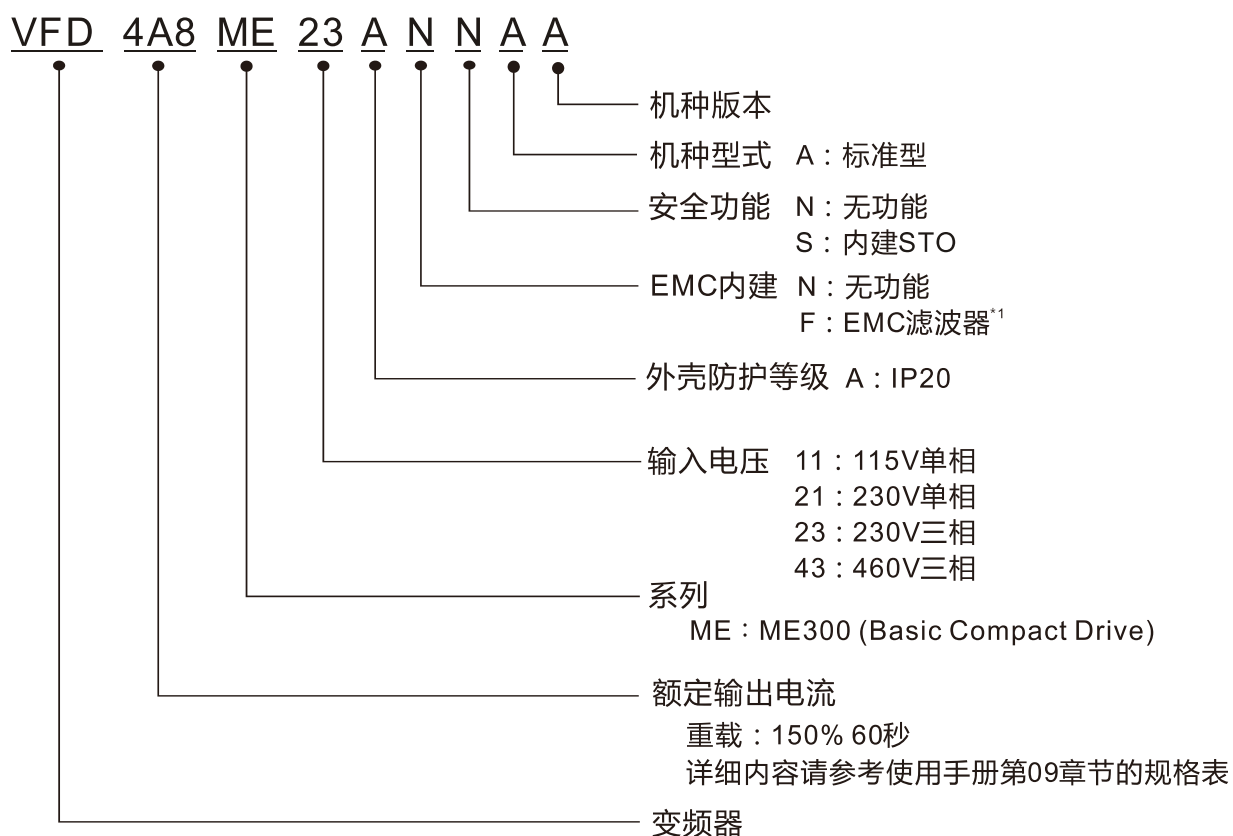 VFD 4A8 ME 23 A N N A A
机种版本
机种型式 A：标准型
安全功能 N：无功能
S：内建STO
EMC内建 N：无功能
F：EMC滤波器*1
外壳防护等级 A：IP20
输入电压 11：115V单相
21：230V单相
23：230V三相
43：460V三相
系列
ME：ME300 (Basic Compact Drive)
额定输出电流
重载：150% 60秒
详细内容请参考使用手册第09章节的规格表
变频器